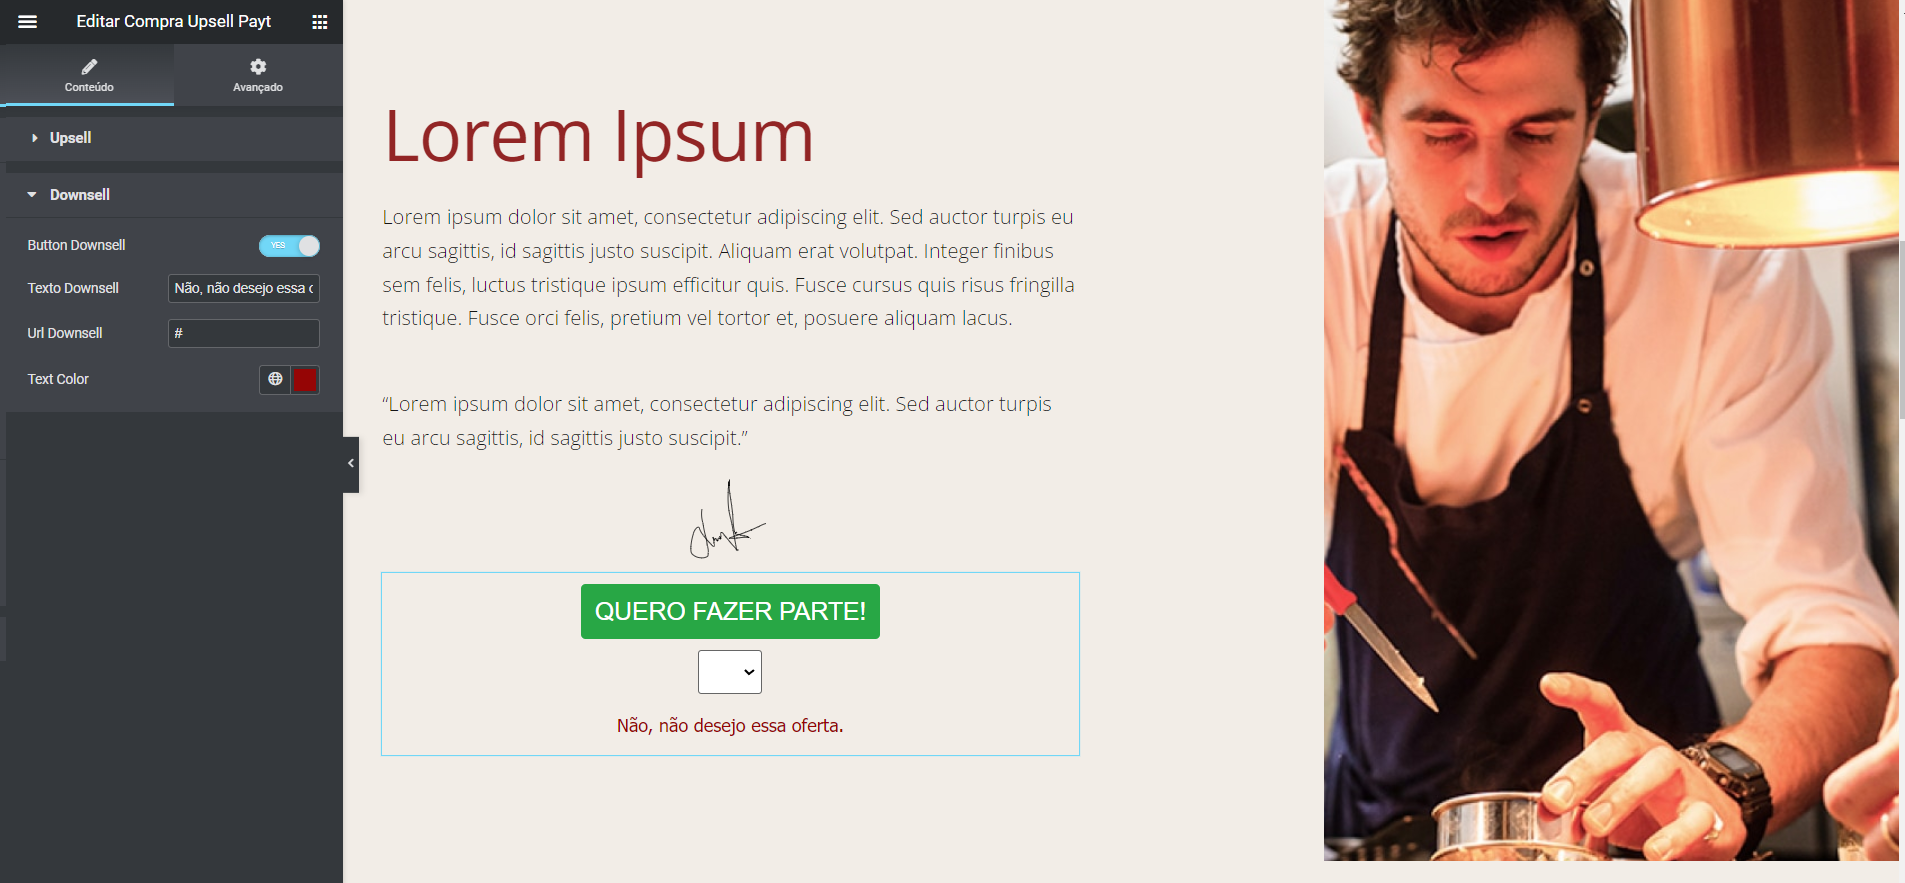 Editar Compra Upsell Payt
Conteúdo
Avançado
Upsell
Downsell
Button Downsell
YES
Texto Downsell
Não, não desejo essa
Url Downsell
#
Text Color
Lorem Ipsum
Lorem ipsum dolor sit amet, consectetur adipiscing elit. Sed auctor turpis eu
arcu sagittis, id sagittis justo suscipit. Aliquam erat volutpat. Integer finibus
sem felis, luctus tristique ipsum efficitur quis. Fusce cursus quis risus fringilla
tristique. Fusce orci felis, pretium vel tortor et, posuere aliquam lacus.
“Lorem ipsum dolor sit amet, consectetur adipiscing elit. Sed auctor turpis
eu arcu sagittis, id sagittis justo suscipit.”
QUERO FAZER PARTE!
Não, não desejo essa oferta.